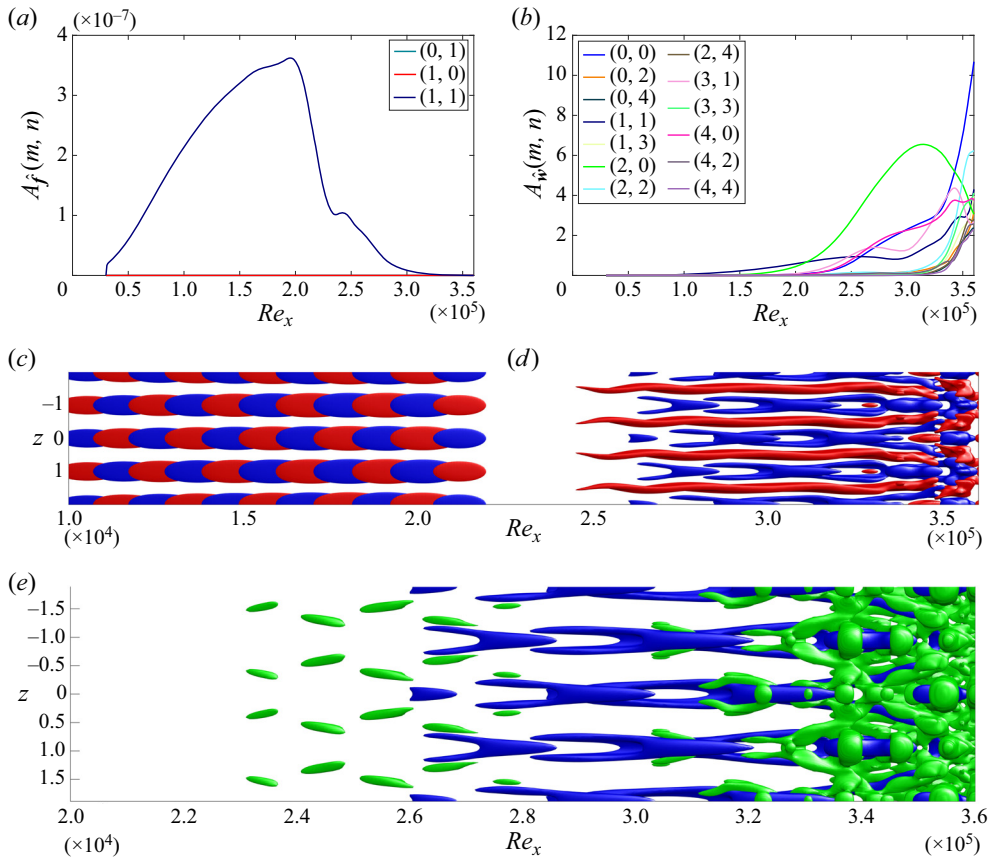 (a)
(×10–7)
4
3
2
1
0
A f̂ (m, n)
(0, 1)
(1, 0)
(1, 1)
0.5 1.0 1.5 2.0 2.5 3.0 3.5
Re x
(×10⁵)
(b)
12
10
8
6
4
2
0
A ŵ (m, n)
(0, 0)
(0, 2)
(0, 4)
(1, 1)
(1, 3)
(2, 0)
(2, 2)
(2, 4)
(3, 1)
(3, 3)
(4, 0)
(4, 2)
(4, 4)
0.5 1.0 1.5 2.0 2.5 3.0 3.5
Re x
(×10⁵)
(c)
(d)
–1
z 0
1
1.0 1.5 2.0 2.5 3.0 3.5
(×10⁴)
Re x
(×10⁵)
(e)
–1.5
–1.0
–0.5
z 0
0.5
1.0
1.5
2.0 2.2 2.4 2.6 2.8 3.0 3.2 3.4 3.6
(×10⁴)
Re x
(×10⁵)